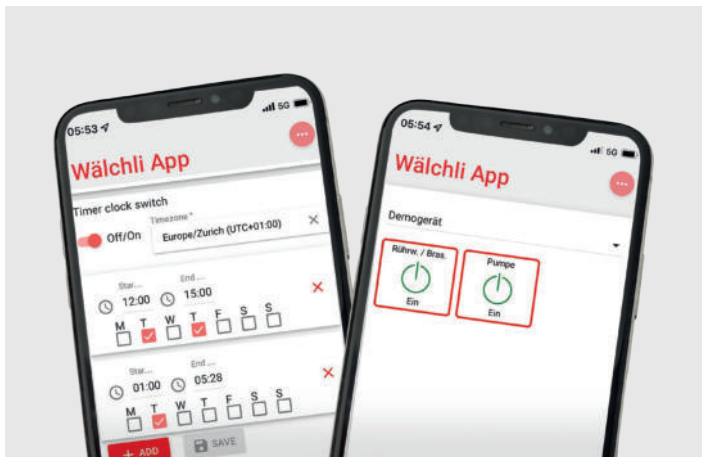 05:53
5G
Wälchli App
Timer clock switch
Off/On
Timezone *
Europe/Zurich (UTC+01:00)
Star...
End ...
12:00
15:00
M T W T F S S
Star...
End ...
01:00
05:28
M T W T F S S
+ ADD
SAVE
05:54
5G
Wälchli App
Demogerät
Rührw. / Bras.
Ein
Pumpe
Ein